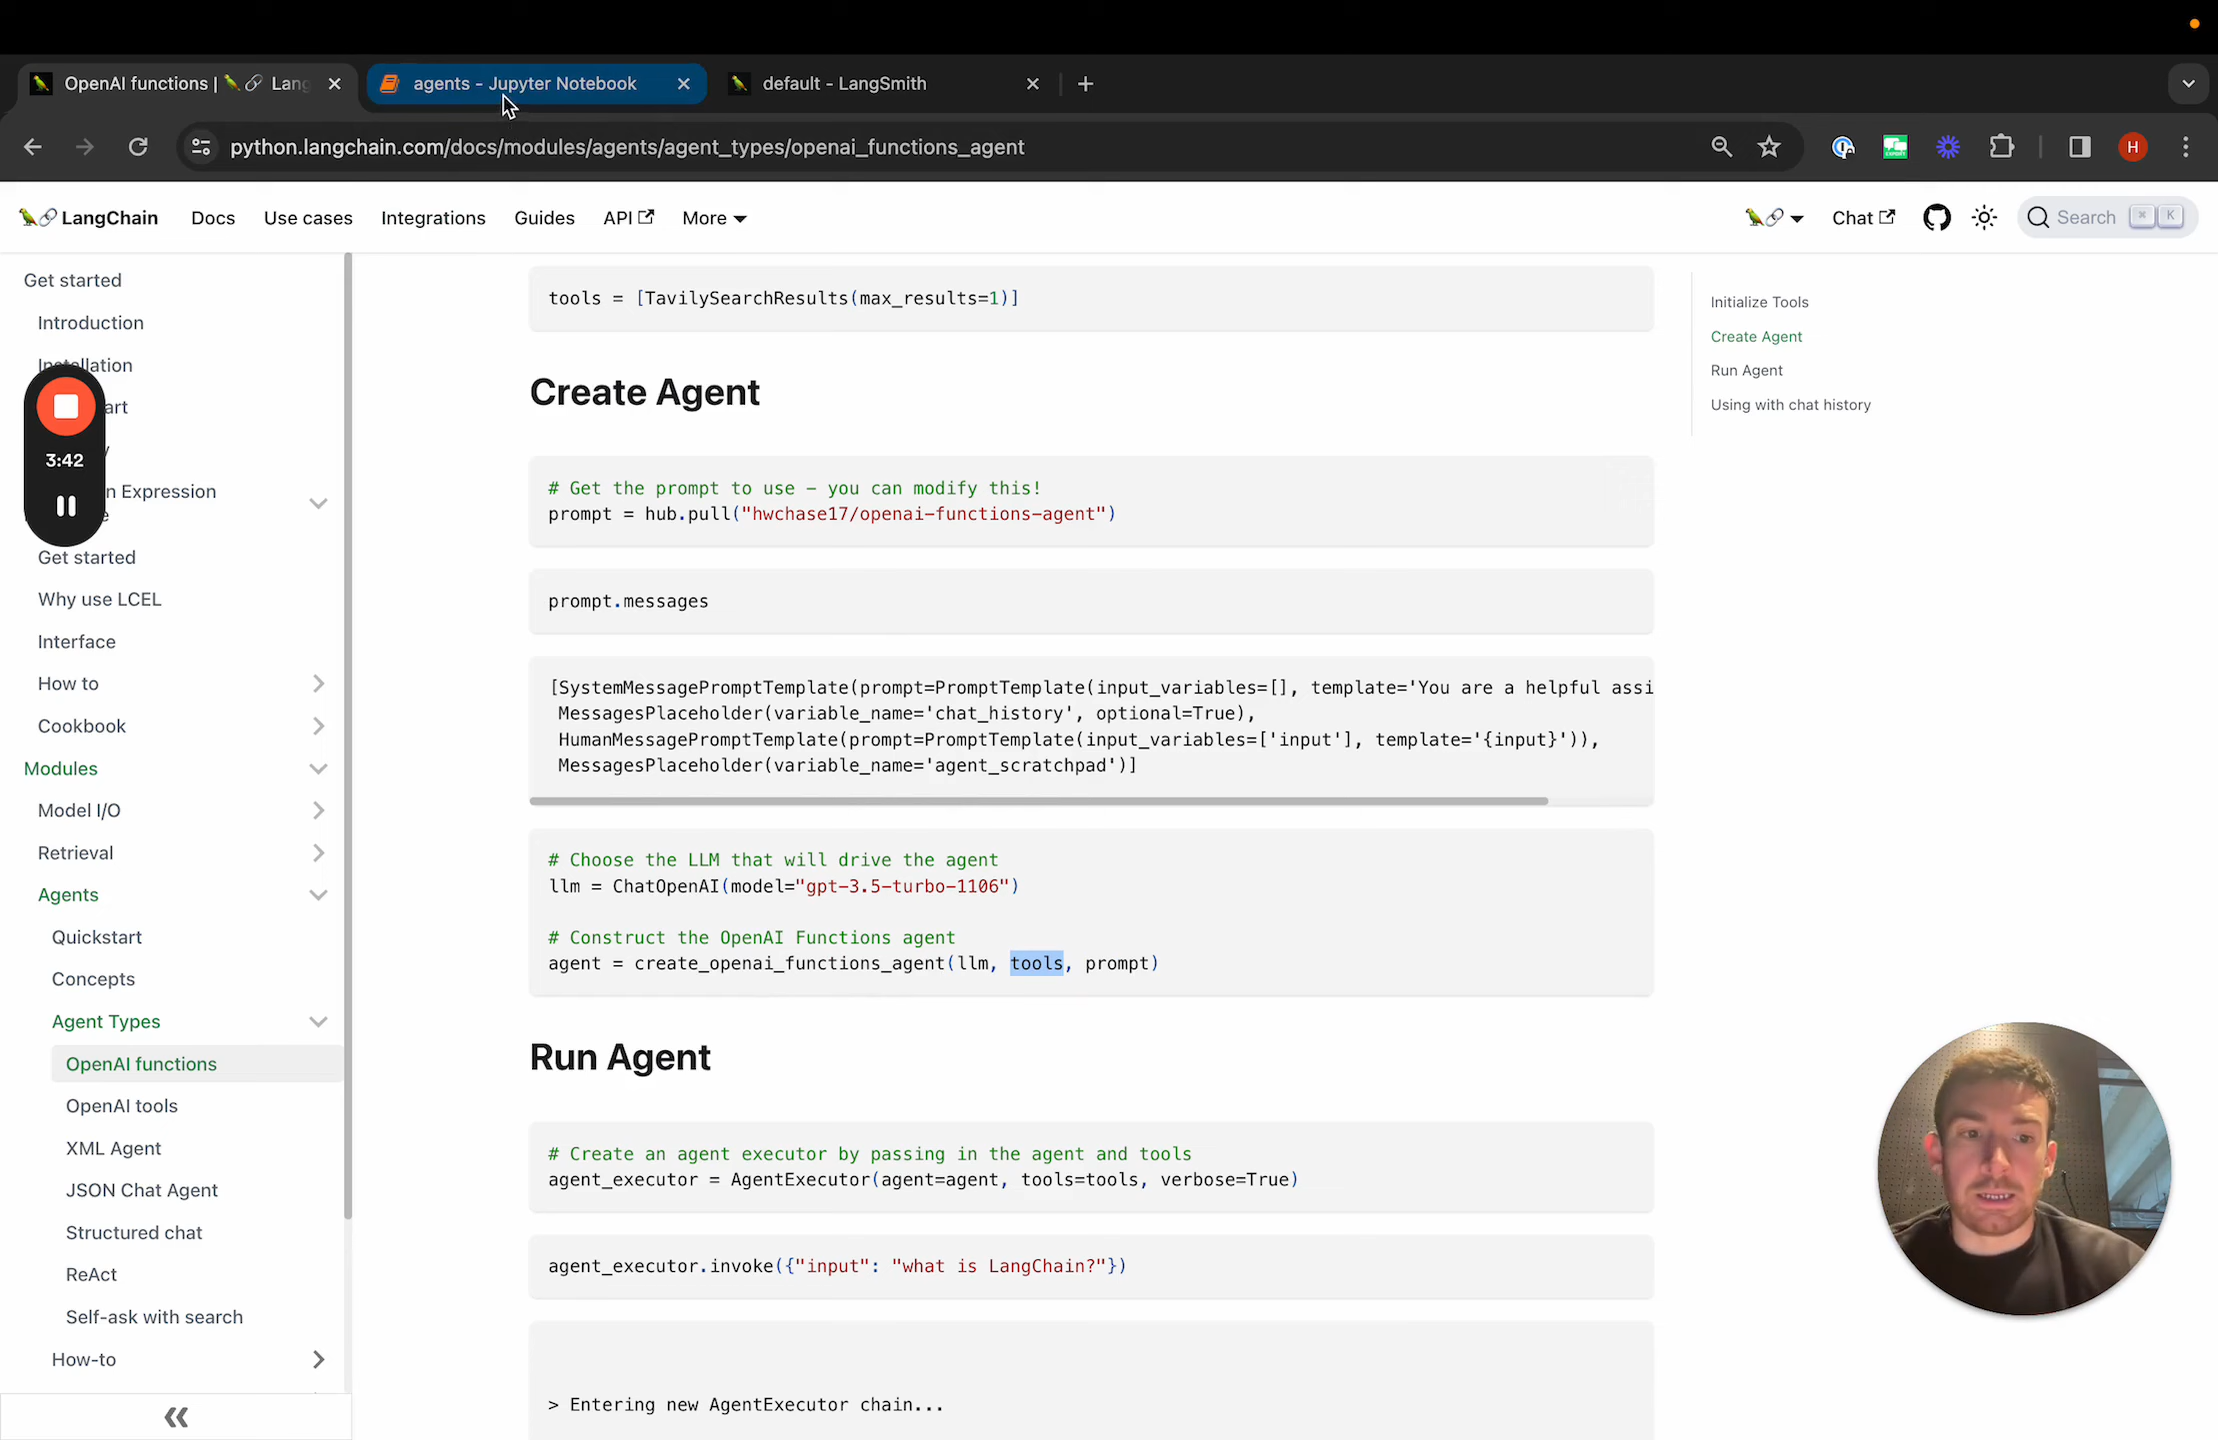 OpenAI functions | Lang
agents - Jupyter Notebook
default - LangSmith
python.langchain.com/docs/modules/agents/agent_types/openai_functions_agent
H
LangChain
Docs
Use cases
Integrations
Guides
API
More
Chat
Search
⌘
K
Get started
Introduction
Installation
art
3:42
n Expression
Get started
Why use LCEL
Interface
How to
Cookbook
Modules
Model I/O
Retrieval
Agents
Quickstart
Concepts
Agent Types
OpenAI functions
OpenAI tools
XML Agent
JSON Chat Agent
Structured chat
ReAct
Self-ask with search
How-to
tools = [TavilySearchResults(max_results=1)]
Create Agent
# Get the prompt to use – you can modify this!
prompt = hub.pull("hwchase17/openai-functions-agent")
prompt.messages
[SystemMessagePromptTemplate(prompt=PromptTemplate(input_variables=[], template='You are a helpful assi
MessagesPlaceholder(variable_name='chat_history', optional=True),
HumanMessagePromptTemplate(prompt=PromptTemplate(input_variables=['input'], template='{input}')),
MessagesPlaceholder(variable_name='agent_scratchpad')]
# Choose the LLM that will drive the agent
llm = ChatOpenAI(model="gpt-3.5-turbo-1106")
# Construct the OpenAI Functions agent
agent = create_openai_functions_agent(llm, tools, prompt)
Run Agent
# Create an agent executor by passing in the agent and tools
agent_executor = AgentExecutor(agent=agent, tools=tools, verbose=True)
agent_executor.invoke({"input": "what is LangChain?"})
> Entering new AgentExecutor chain...
Initialize Tools
Create Agent
Run Agent
Using with chat history